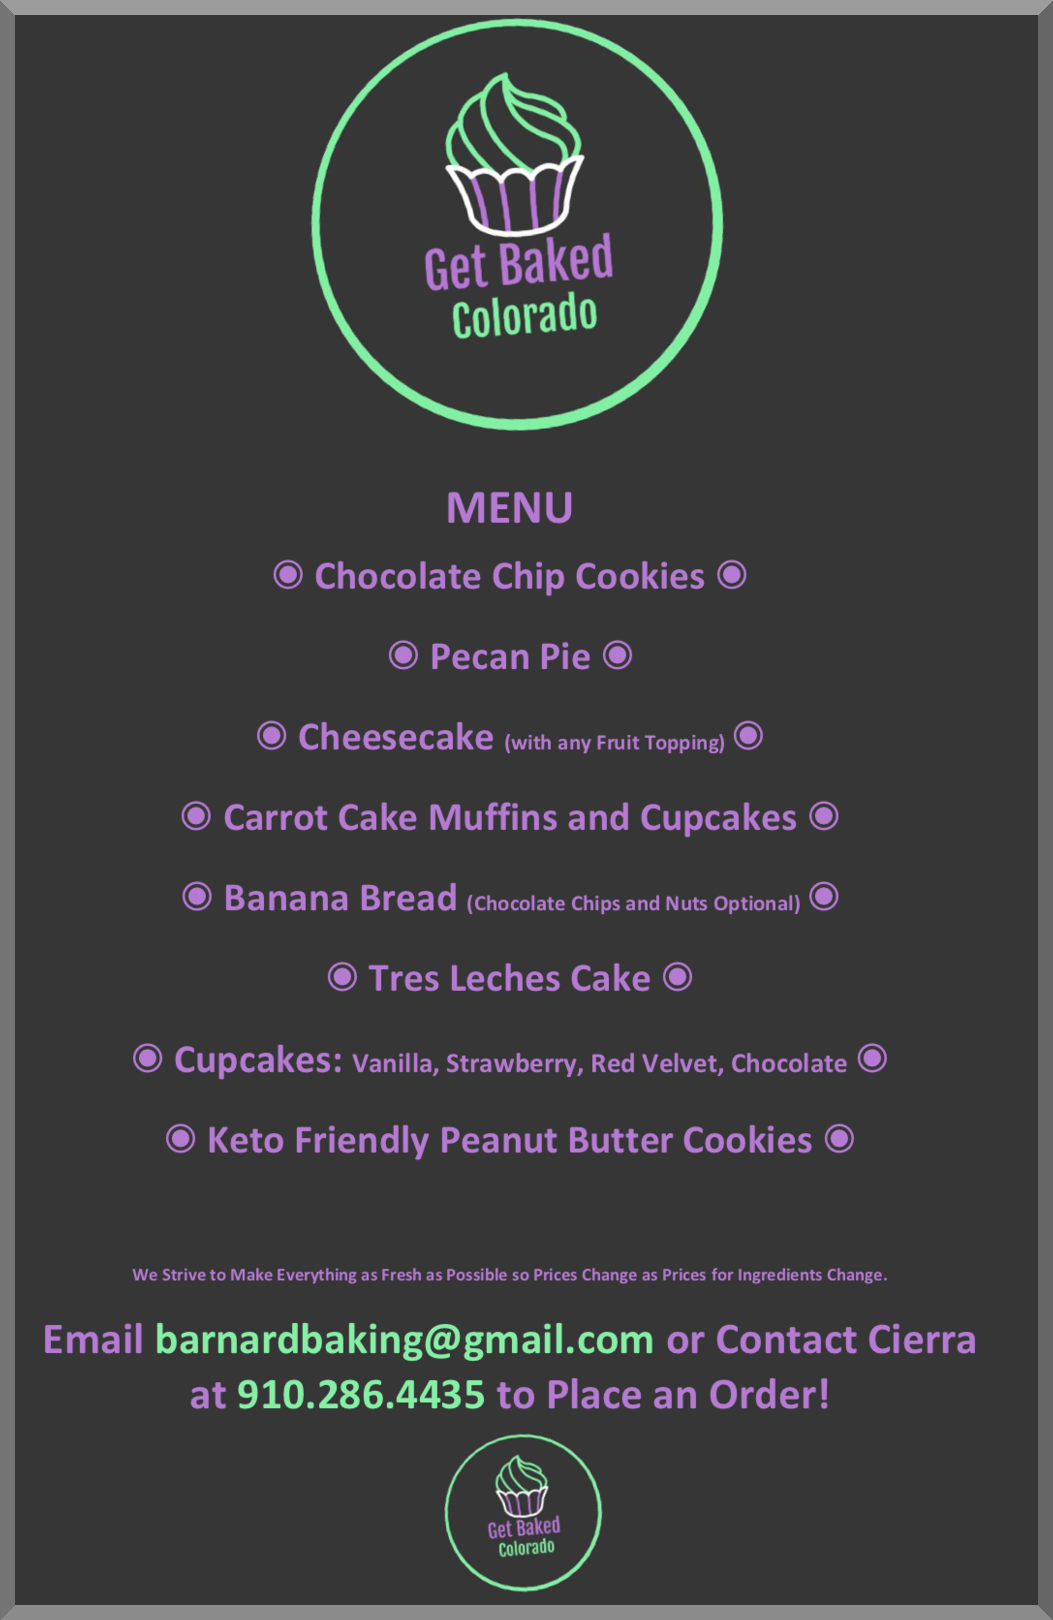 Get Baked
Colorado
MENU
◉ Chocolate Chip Cookies ◉
◉ Pecan Pie ◉
◉ Cheesecake (with any Fruit Topping) ◉
◉ Carrot Cake Muffins and Cupcakes ◉
◉ Banana Bread (Chocolate Chips and Nuts Optional) ◉
◉ Tres Leches Cake ◉
◉ Cupcakes: Vanilla, Strawberry, Red Velvet, Chocolate ◉
◉ Keto Friendly Peanut Butter Cookies ◉
We Strive to Make Everything as Fresh as Possible so Prices Change as Prices for Ingredients Change.
Email barnardbaking@gmail.com or Contact Cierra
at 910.286.4435 to Place an Order!
Get Baked
Colorado